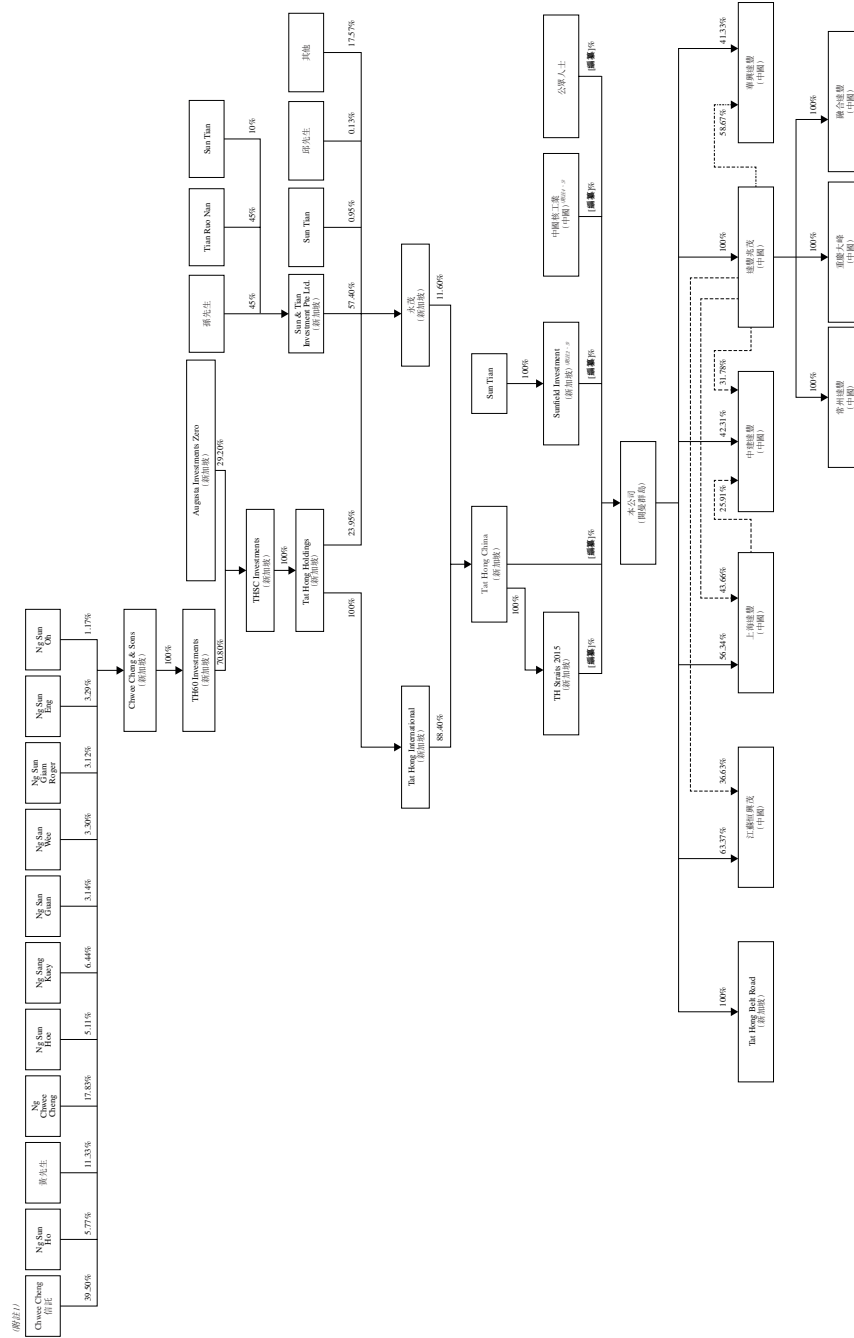 (附註1)
Chwee Cheng
信託
39.50%
Ng Sun
Ho
5.77%
黃先生
11.33%
Ng
Chwee
Cheng
17.83%
Ng Sun
Hoe
5.11%
Ng Sang
Kuey
6.44%
Ng San
Guan
3.14%
Ng San
Wee
3.30%
Ng Sun
Giam
Roger
3.12%
Ng Sun
Eng
3.29%
Ng Sun
Oh
1.17%
Chwee Cheng & Sons
(新加坡)
100%
TH60 Investments
(新加坡)
70.80%
Augusta Investments Zero
(新加坡)
29.20%
THSC Investments
(新加坡)
100%
Tat Hong Holdings
(新加坡)
100%
23.95%
孫先生
45%
Tian Ruo Nan
45%
Sun Tian
10%
Sun & Tian
Investment Pte Ltd.
(新加坡)
57.40%
Sun Tian
0.95%
邱先生
0.13%
其他
17.57%
Tat Hong International
(新加坡)
88.40%
永茂
(新加坡)
11.60%
Tat Hong China
(新加坡)
100%
TH Straits 2015
(新加坡)
Sun Tian
100%
Sunfield Investment
(新加坡)
中國核工業
(中國)
公眾人士
本公司
(開曼群島)
100%
Tat Hong Belt Road
(新加坡)
63.37%
36.63%
江蘇恒興茂
(中國)
56.34%
43.66%
上海達豐
(中國)
25.91%
42.31%
31.78%
中建達豐
(中國)
100%
達豐兆茂
(中國)
58.67%
41.33%
華興達豐
(中國)
100%
常州達豐
(中國)
100%
重慶大峰
(中國)
100%
融合達豐
(中國)